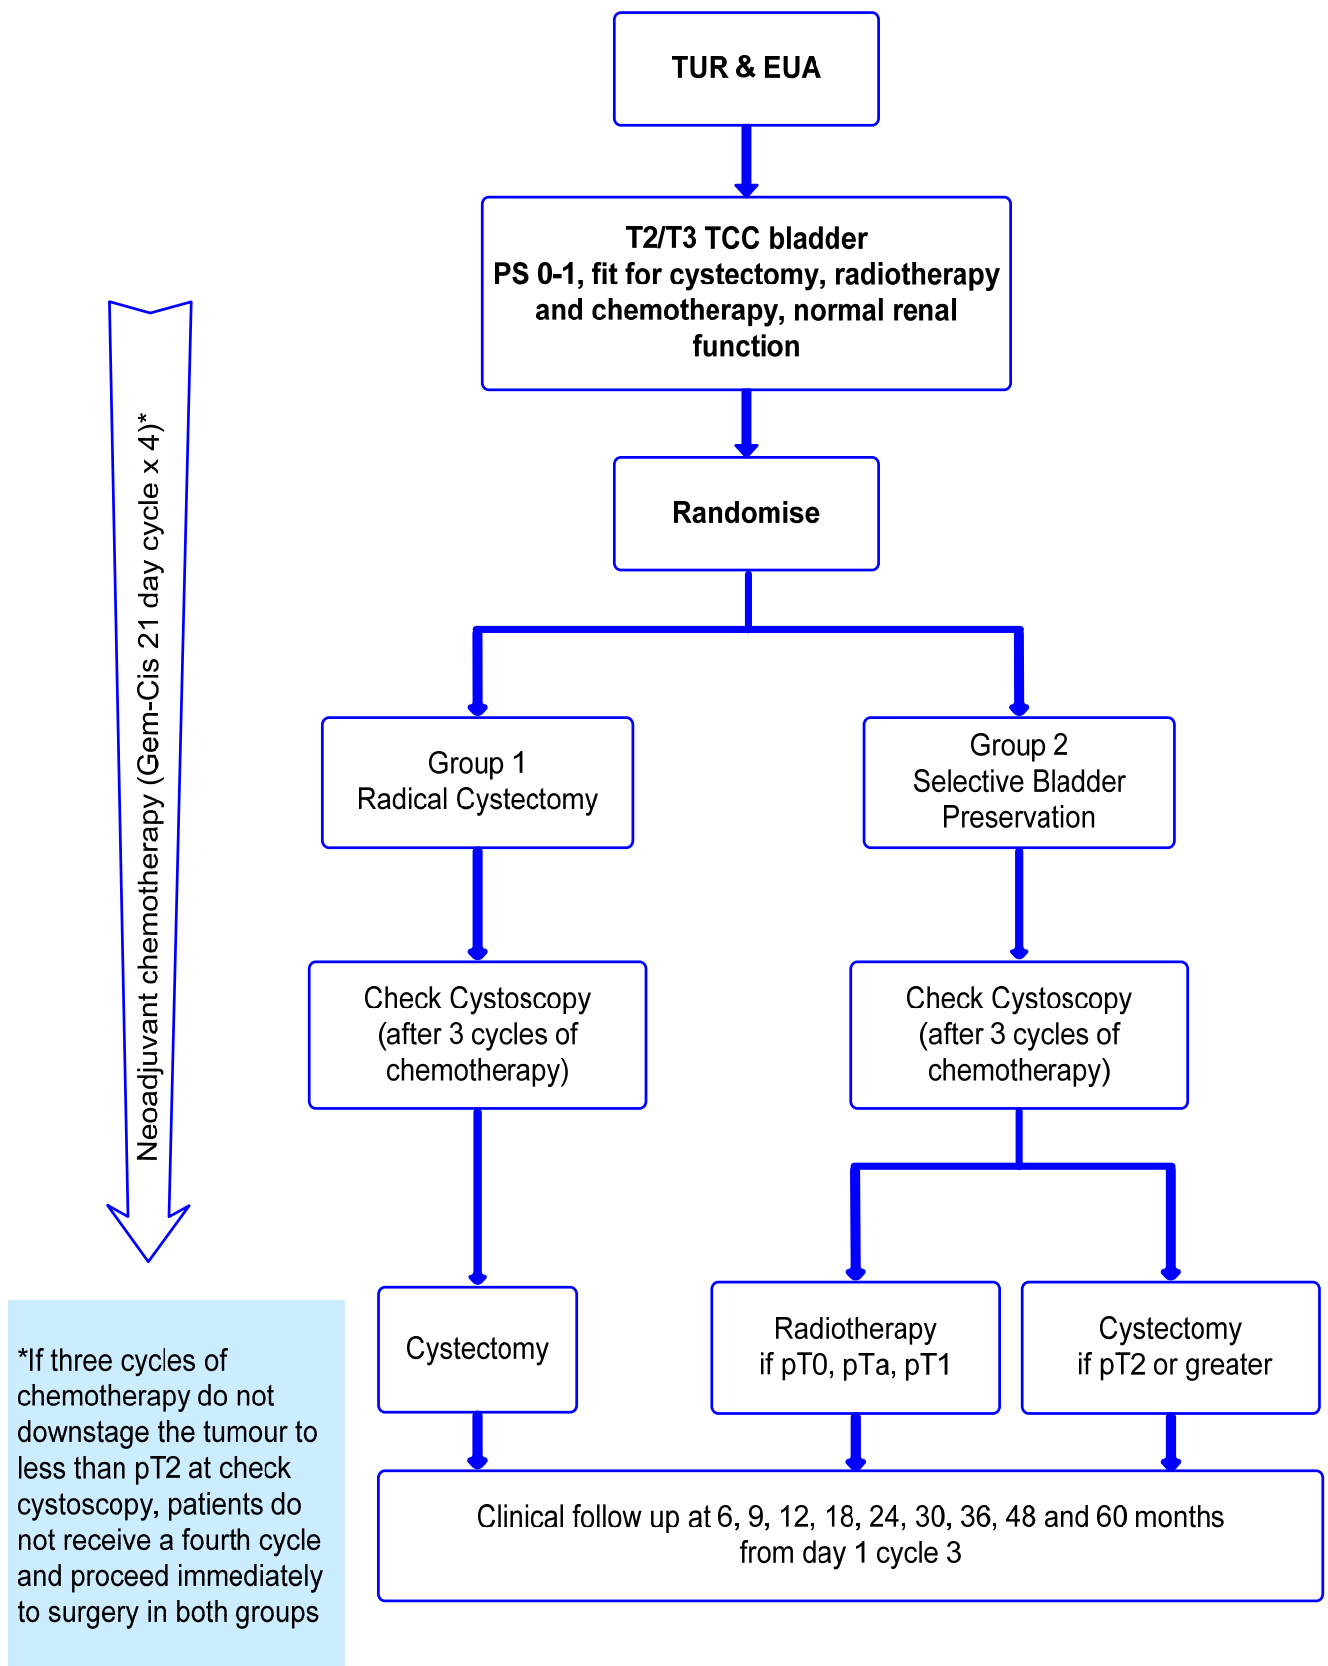 TUR & EUA
T2/T3 TCC bladder
PS 0-1, fit for cystectomy, radiotherapy
and chemotherapy, normal renal
function
Randomise
Neoadjuvant chemotherapy (Gem-Cis 21 day cycle x 4)*
Group 1
Radical Cystectomy
Group 2
Selective Bladder
Preservation
Check Cystoscopy
(after 3 cycles of
chemotherapy)
Check Cystoscopy
(after 3 cycles of
chemotherapy)
Cystectomy
Radiotherapy
if pT0, pTa, pT1
Cystectomy
if pT2 or greater
*If three cycles of
chemotherapy do not
downstage the tumour to
less than pT2 at check
cystoscopy, patients do
not receive a fourth cycle
and proceed immediately
to surgery in both groups
Clinical follow up at 6, 9, 12, 18, 24, 30, 36, 48 and 60 months
from day 1 cycle 3